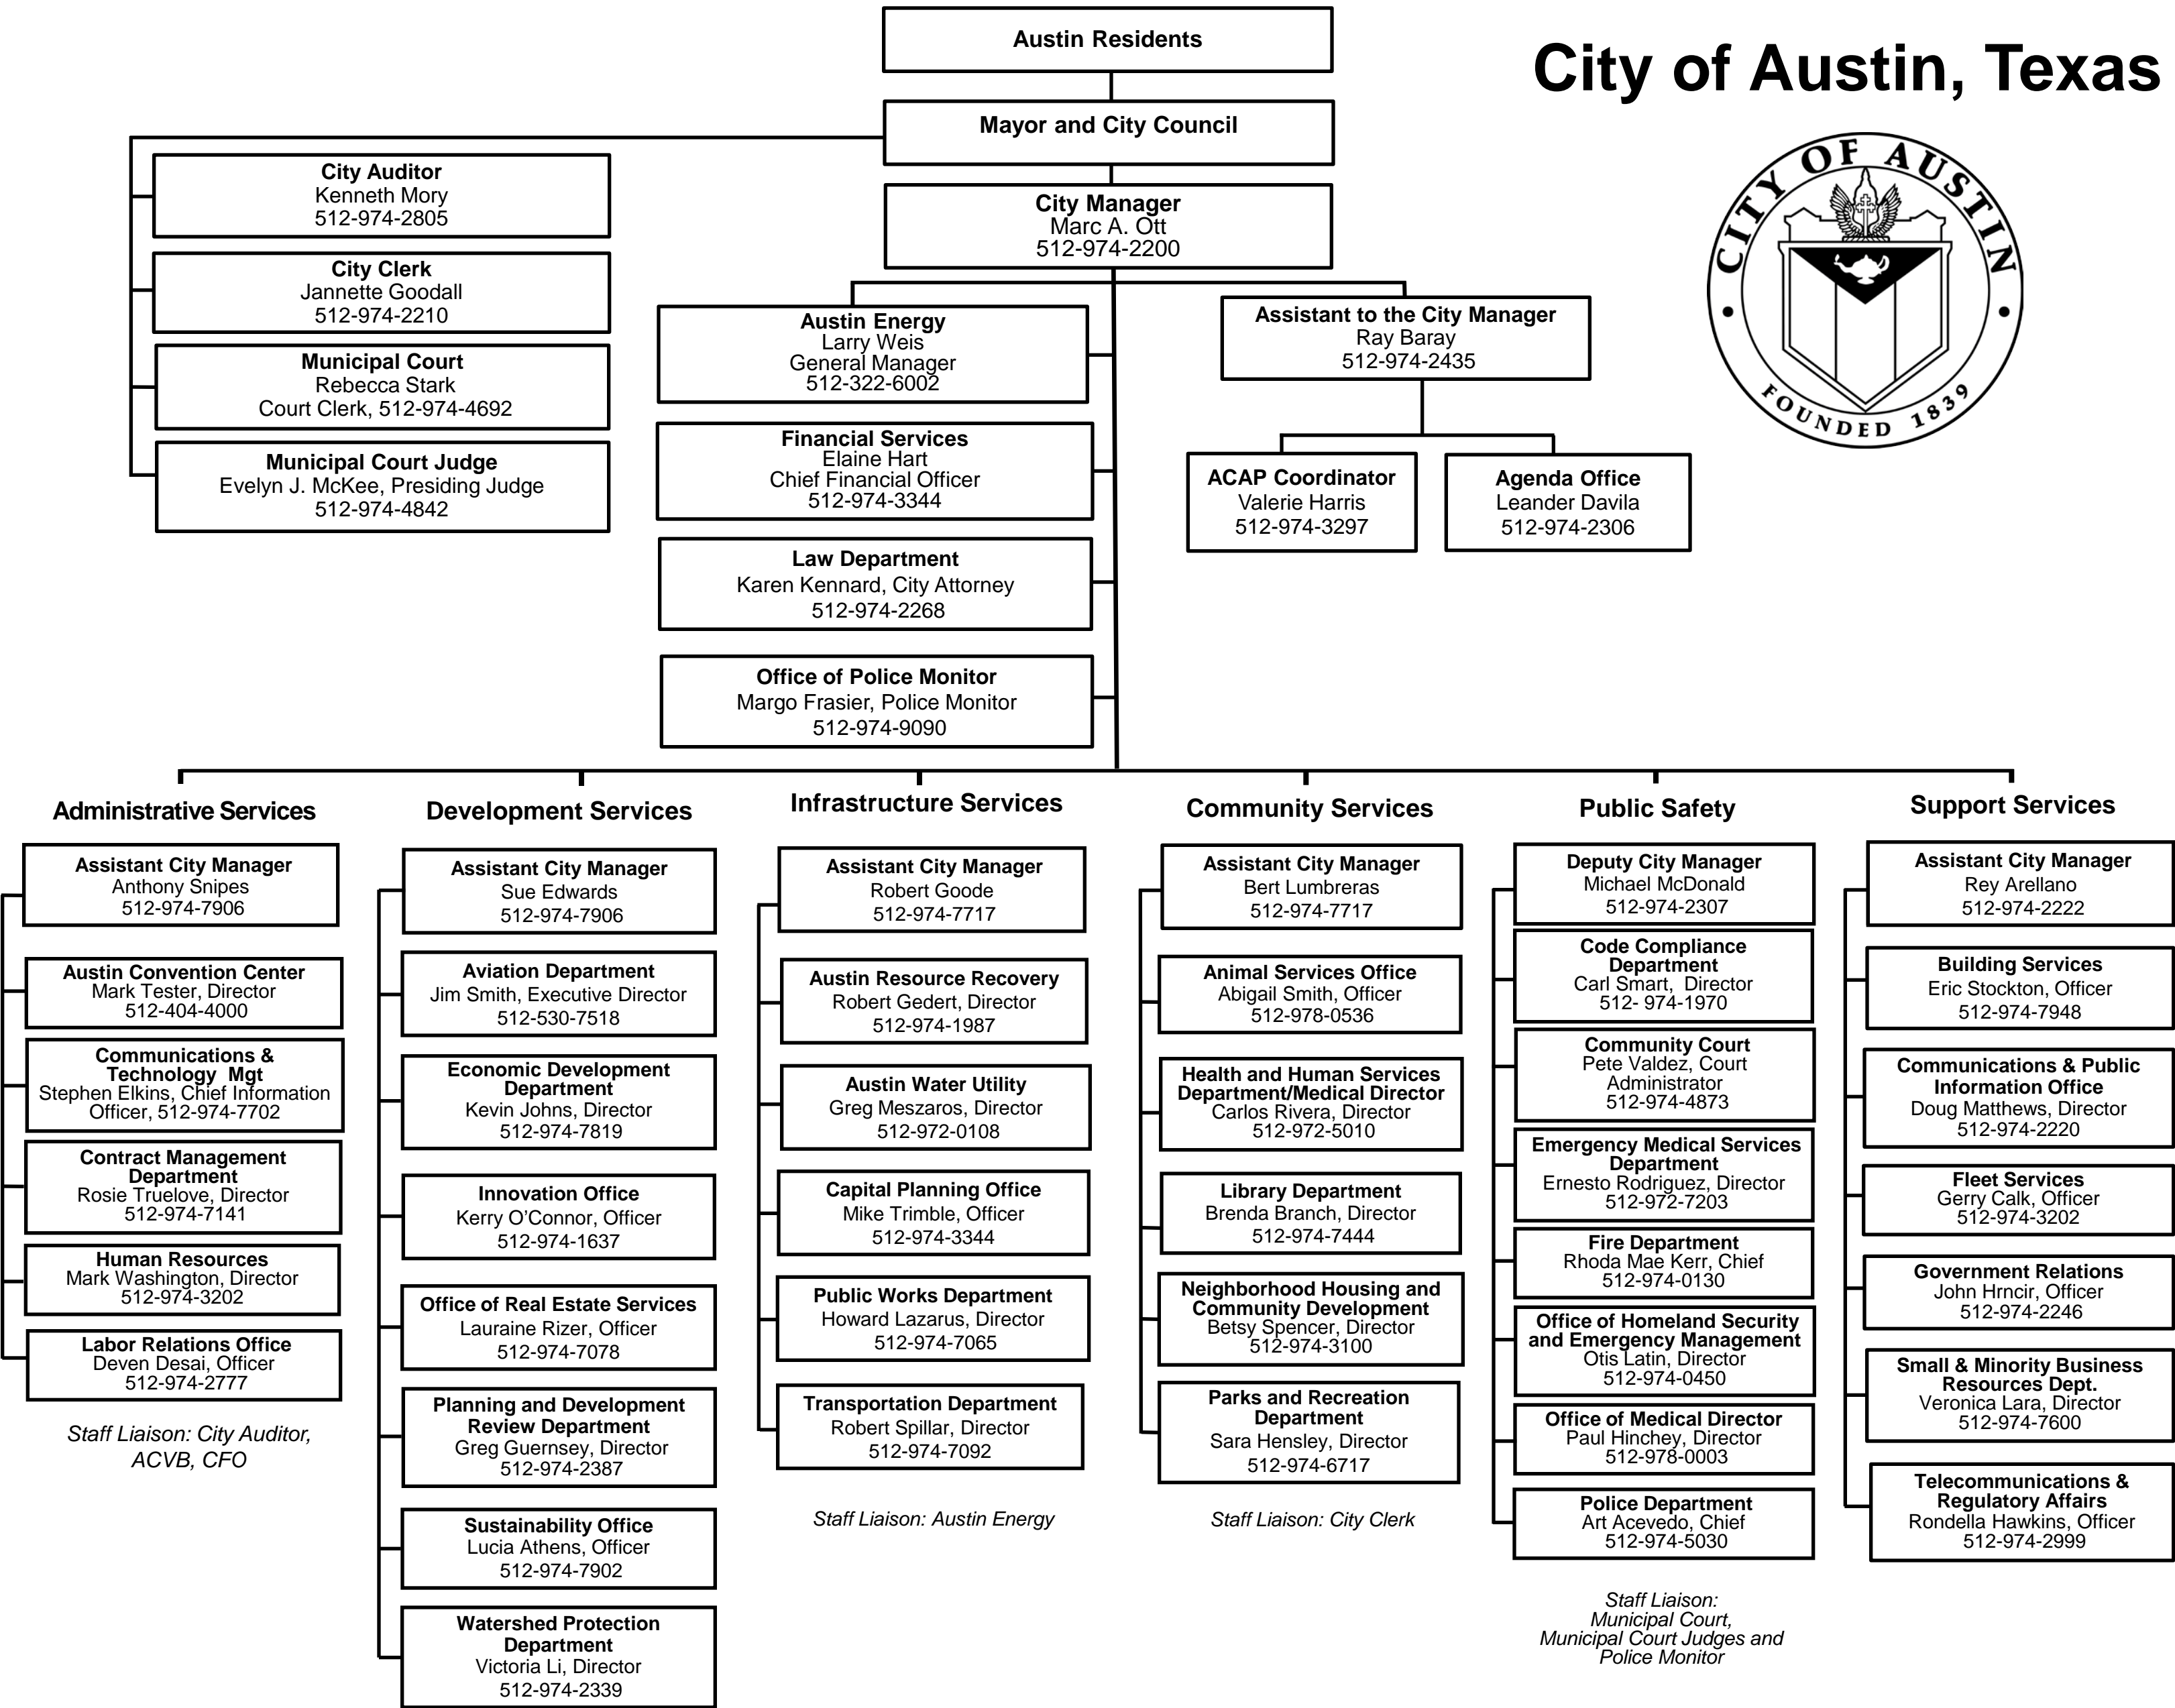 Austin Residents
City of Austin, Texas
Mayor and City Council
CITY OF AUSTIN
FOUNDED 1839
City Auditor
Kenneth Mory
512-974-2805
City Manager
Marc A. Ott
512-974-2200
City Clerk
Jannette Goodall
512-974-2210
Municipal Court
Rebecca Stark
Court Clerk, 512-974-4692
Municipal Court Judge
Evelyn J. McKee, Presiding Judge
512-974-4842
Austin Energy
Larry Weis
General Manager
512-322-6002
Assistant to the City Manager
Ray Baray
512-974-2435
Financial Services
Elaine Hart
Chief Financial Officer
512-974-3344
ACAP Coordinator
Valerie Harris
512-974-3297
Agenda Office
Leander Davila
512-974-2306
Law Department
Karen Kennard, City Attorney
512-974-2268
Office of Police Monitor
Margo Frasier, Police Monitor
512-974-9090
Administrative Services
Assistant City Manager
Anthony Snipes
512-974-7906
Austin Convention Center
Mark Tester, Director
512-404-4000
Communications &
Technology Mgt
Stephen Elkins, Chief Information
Officer, 512-974-7702
Contract Management
Department
Rosie Truelove, Director
512-974-7141
Human Resources
Mark Washington, Director
512-974-3202
Labor Relations Office
Deven Desai, Officer
512-974-2777
Staff Liaison: City Auditor,
ACVB, CFO
Development Services
Assistant City Manager
Sue Edwards
512-974-7906
Aviation Department
Jim Smith, Executive Director
512-530-7518
Economic Development
Department
Kevin Johns, Director
512-974-7819
Innovation Office
Kerry O’Connor, Officer
512-974-1637
Office of Real Estate Services
Lauraine Rizer, Officer
512-974-7078
Planning and Development
Review Department
Greg Guernsey, Director
512-974-2387
Sustainability Office
Lucia Athens, Officer
512-974-7902
Watershed Protection
Department
Victoria Li, Director
512-974-2339
Infrastructure Services
Assistant City Manager
Robert Goode
512-974-7717
Austin Resource Recovery
Robert Gedert, Director
512-974-1987
Austin Water Utility
Greg Meszaros, Director
512-972-0108
Capital Planning Office
Mike Trimble, Officer
512-974-3344
Public Works Department
Howard Lazarus, Director
512-974-7065
Transportation Department
Robert Spillar, Director
512-974-7092
Staff Liaison: Austin Energy
Community Services
Assistant City Manager
Bert Lumbreras
512-974-7717
Animal Services Office
Abigail Smith, Officer
512-978-0536
Health and Human Services
Department/Medical Director
Carlos Rivera, Director
512-972-5010
Library Department
Brenda Branch, Director
512-974-7444
Neighborhood Housing and
Community Development
Betsy Spencer, Director
512-974-3100
Parks and Recreation
Department
Sara Hensley, Director
512-974-6717
Staff Liaison: City Clerk
Public Safety
Deputy City Manager
Michael McDonald
512-974-2307
Code Compliance
Department
Carl Smart, Director
512- 974-1970
Community Court
Pete Valdez, Court
Administrator
512-974-4873
Emergency Medical Services
Department
Ernesto Rodriguez, Director
512-972-7203
Fire Department
Rhoda Mae Kerr, Chief
512-974-0130
Office of Homeland Security
and Emergency Management
Otis Latin, Director
512-974-0450
Office of Medical Director
Paul Hinchey, Director
512-978-0003
Police Department
Art Acevedo, Chief
512-974-5030
Staff Liaison:
Municipal Court,
Municipal Court Judges and
Police Monitor
Support Services
Assistant City Manager
Rey Arellano
512-974-2222
Building Services
Eric Stockton, Officer
512-974-7948
Communications & Public
Information Office
Doug Matthews, Director
512-974-2220
Fleet Services
Gerry Calk, Officer
512-974-3202
Government Relations
John Hrncir, Officer
512-974-2246
Small & Minority Business
Resources Dept.
Veronica Lara, Director
512-974-7600
Telecommunications &
Regulatory Affairs
Rondella Hawkins, Officer
512-974-2999